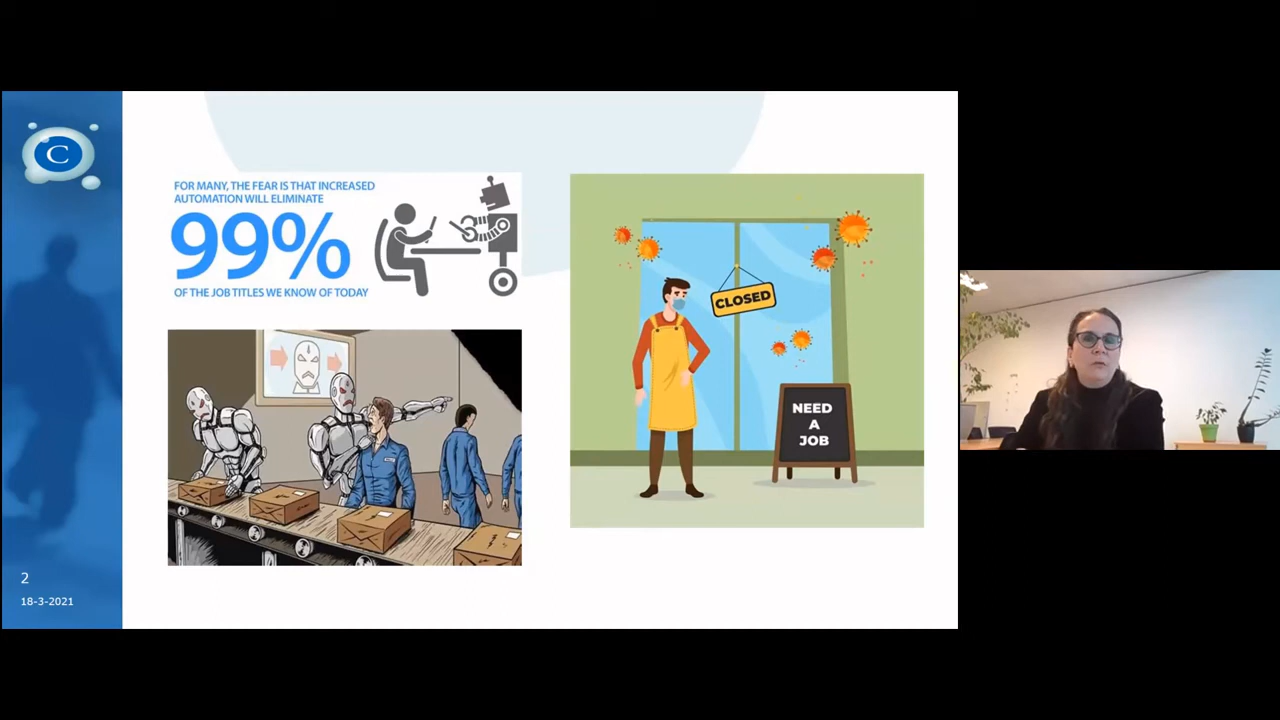 C
FOR MANY, THE FEAR IS THAT INCREASED
AUTOMATION WILL ELIMINATE
99%
OF THE JOB TITLES WE KNOW OF TODAY
CLOSED
NEED
A
JOB
2
18-3-2021